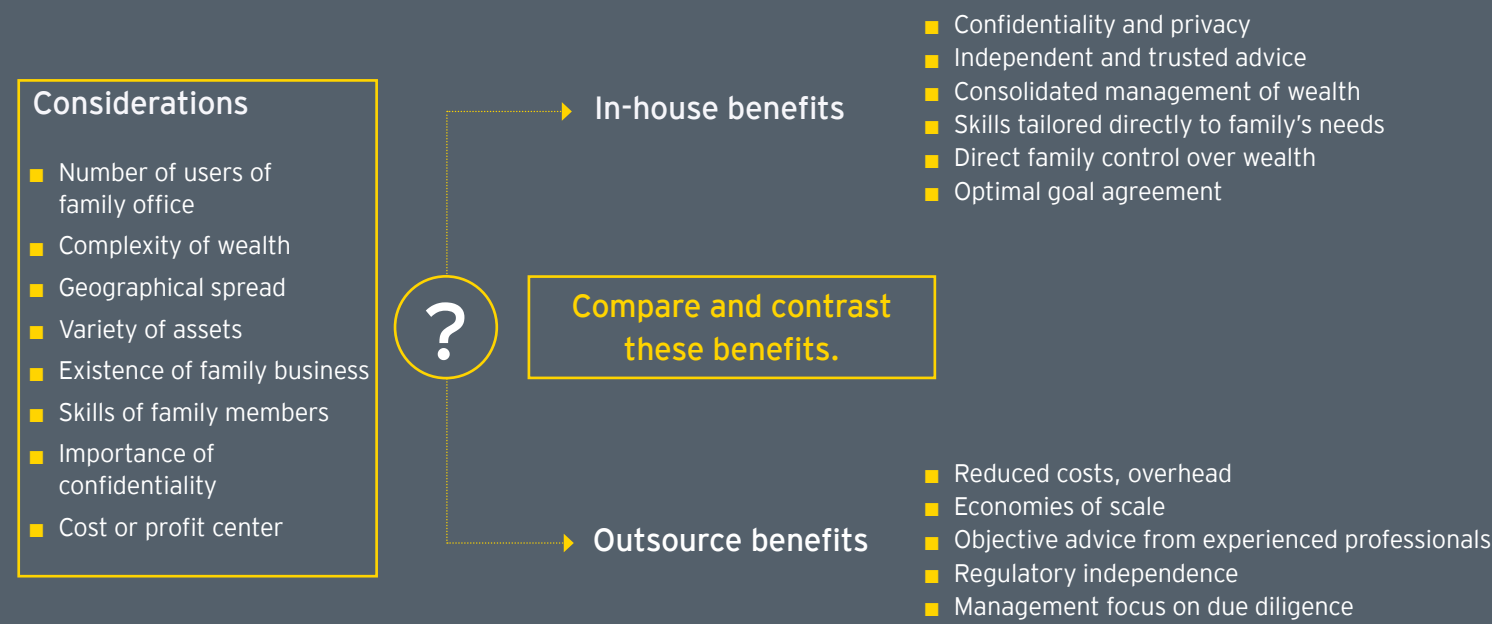 Considerations
Number of users of
family office
Complexity of wealth
Geographical spread
Variety of assets
Existence of family business
Skills of family members
Importance of
confidentiality
Cost or profit center
?
In-house benefits
Confidentiality and privacy
Independent and trusted advice
Consolidated management of wealth
Skills tailored directly to family’s needs
Direct family control over wealth
Optimal goal agreement
Compare and contrast
these benefits.
Outsource benefits
Reduced costs, overhead
Economies of scale
Objective advice from experienced professionals
Regulatory independence
Management focus on due diligence